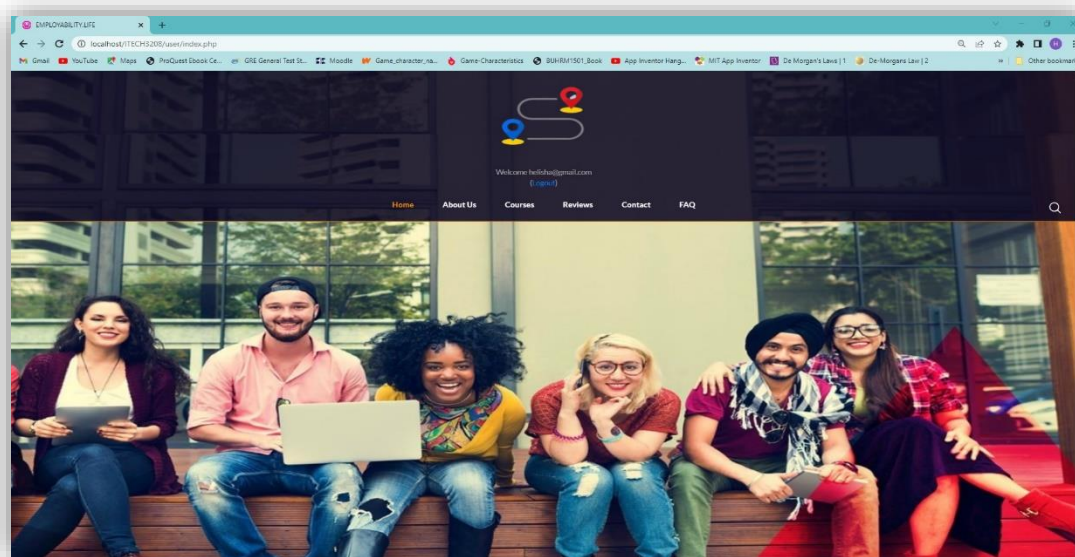 EMPLOYABILITY.LIFE
localhost/ITECH3208/user/index.php
Gmail YouTube Maps ProQuest Ebook Ce... GRE General Test St... Moodle Game_character_na... Game-Characteristics BUHRM1501_Book App Inventor Hang... MIT App Inventor De Morgan's Laws | 1 De-Morgans Law | 2 » Other bookmar
Welcome helisha@gmail.com
(Logout)
Home About Us Courses Reviews Contact FAQ